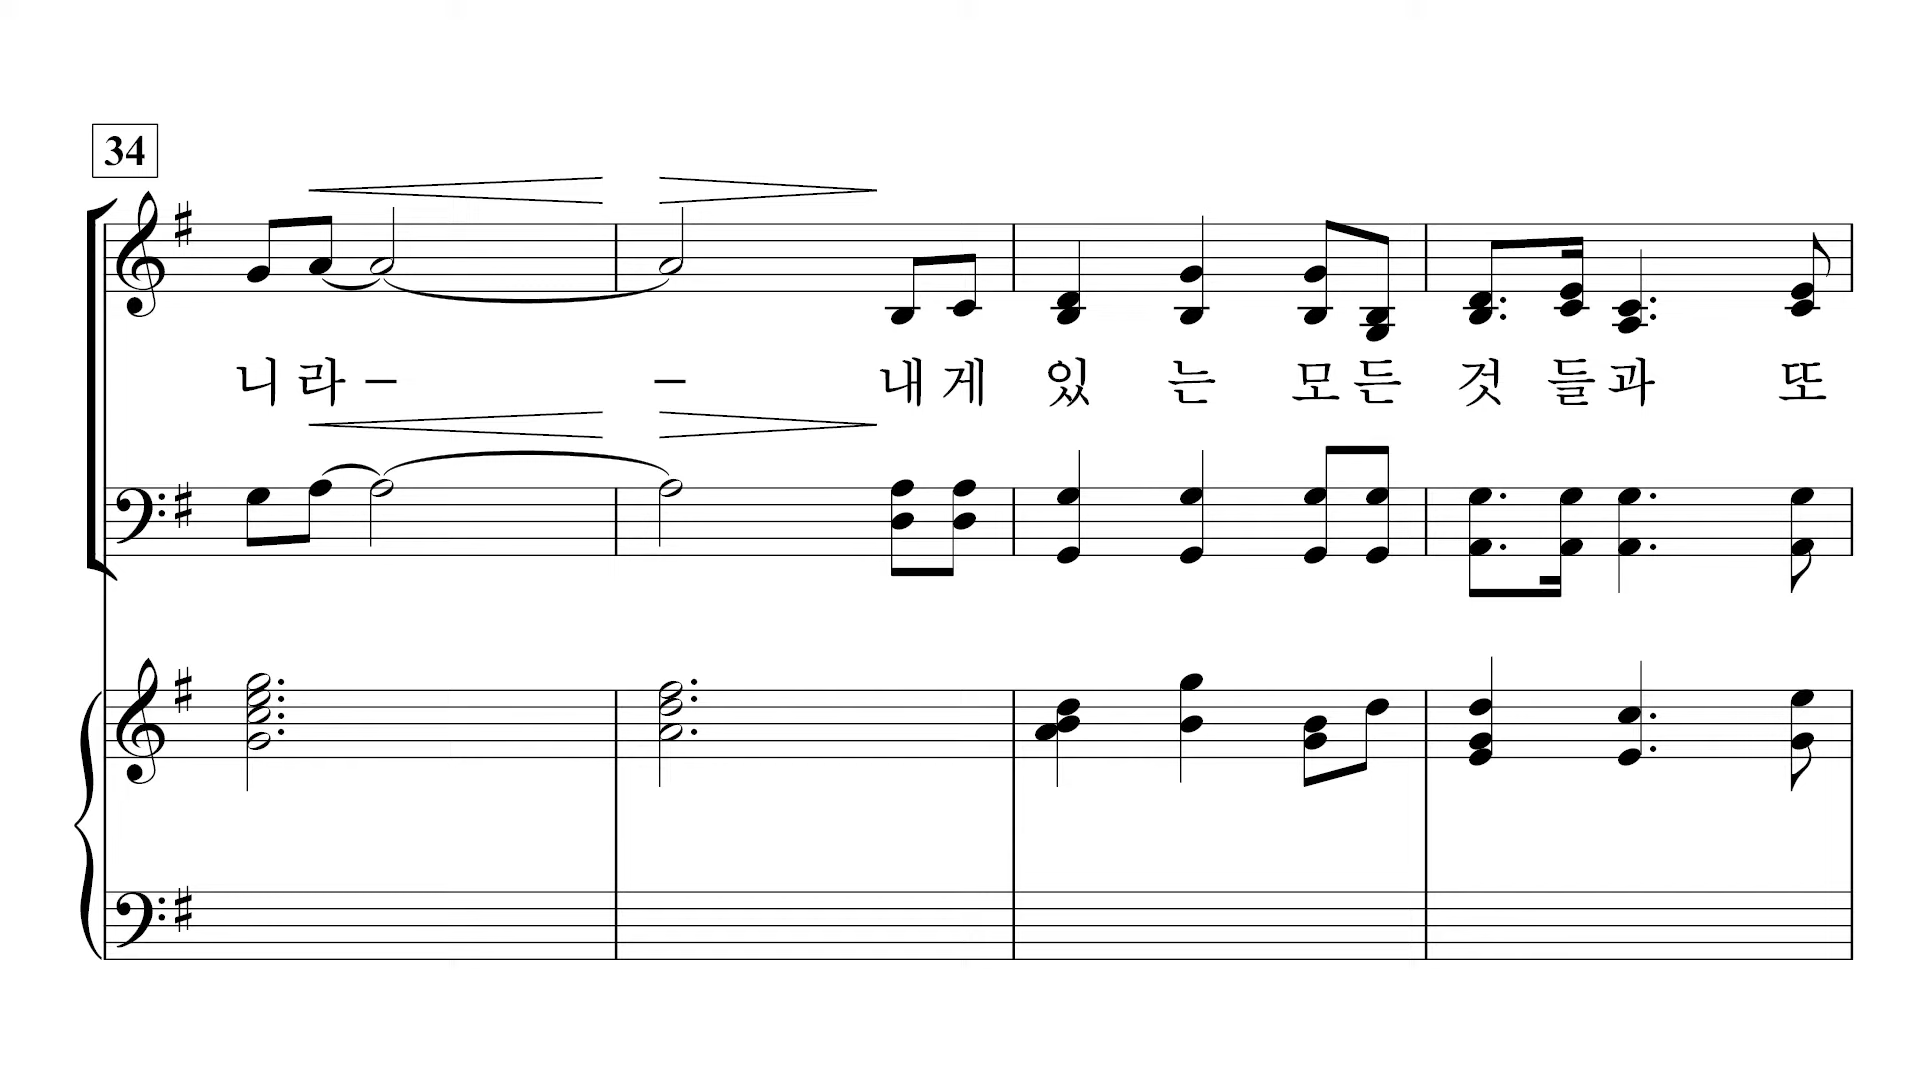 34
니 라 – – 내 게 있 는 모 든 것 들 과 또